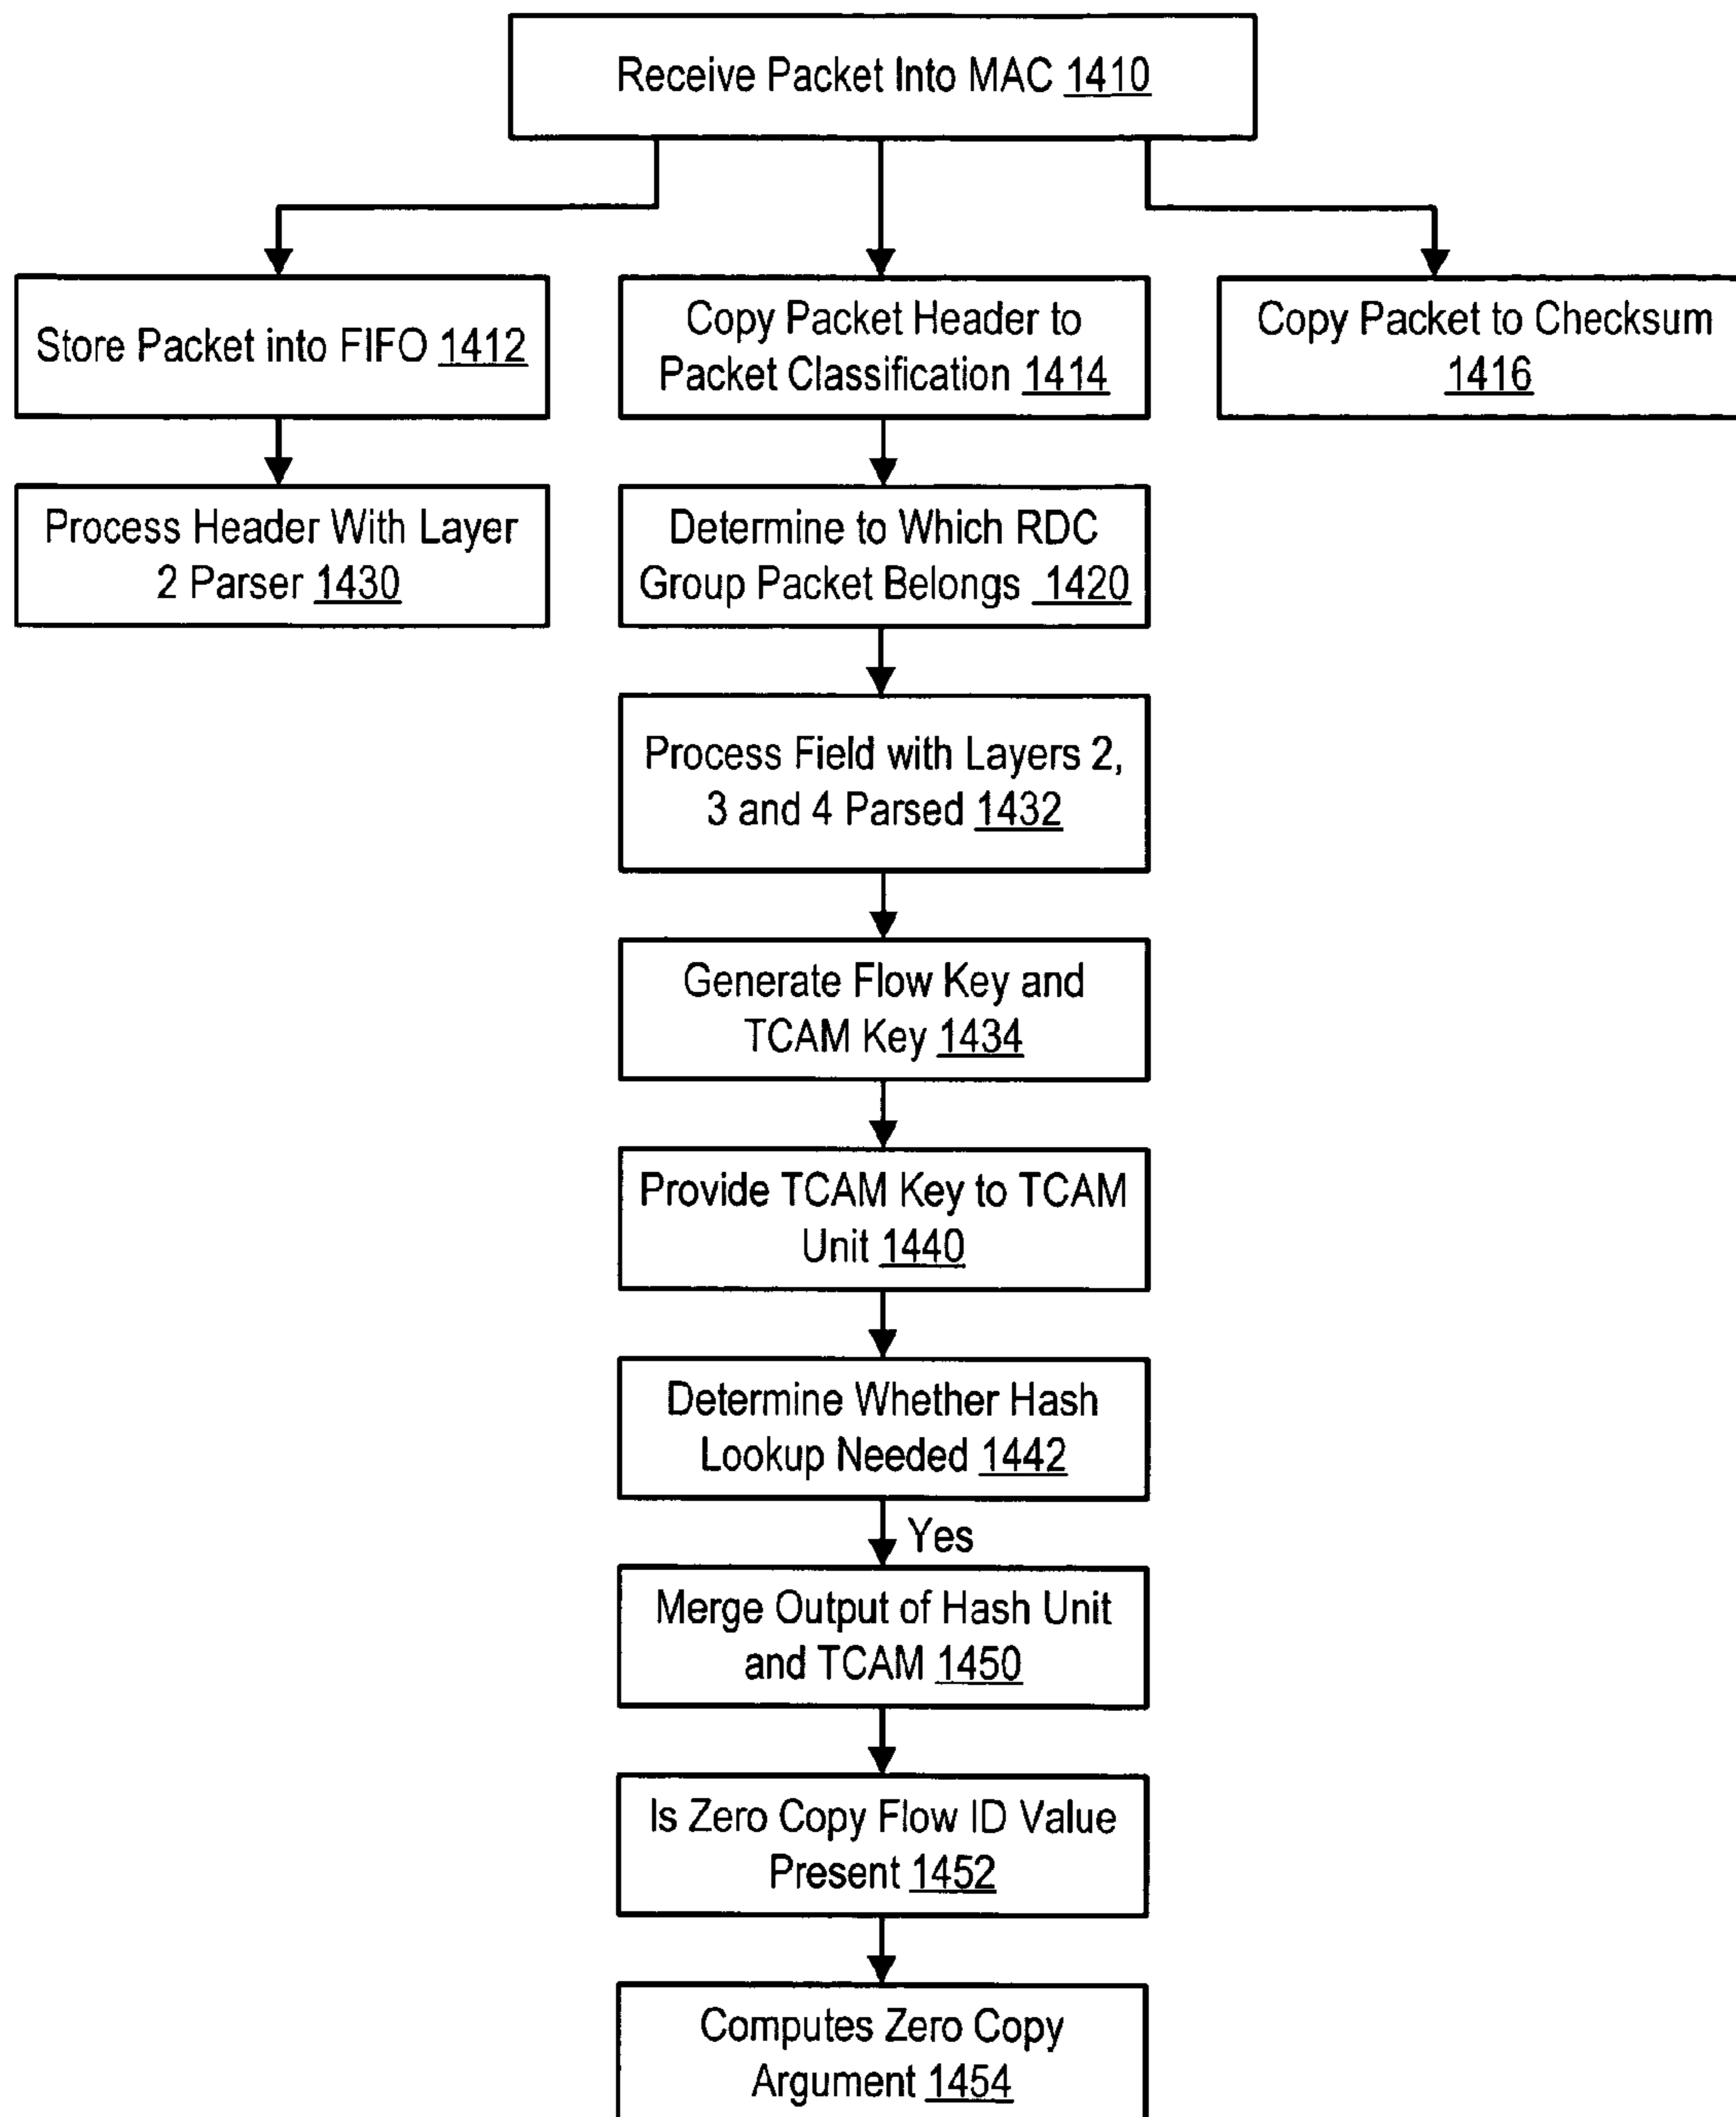 Receive Packet Into MAC 1410
Store Packet into FIFO 1412
Copy Packet Header to
Packet Classification 1414
Copy Packet to Checksum
1416
Process Header With Layer
2 Parser 1430
Determine to Which RDC
Group Packet Belongs 1420
Process Field with Layers 2,
3 and 4 Parsed 1432
Generate Flow Key and
TCAM Key 1434
Provide TCAM Key to TCAM
Unit 1440
Determine Whether Hash
Lookup Needed 1442
Yes
Merge Output of Hash Unit
and TCAM 1450
Is Zero Copy Flow ID Value
Present 1452
Computes Zero Copy
Argument 1454